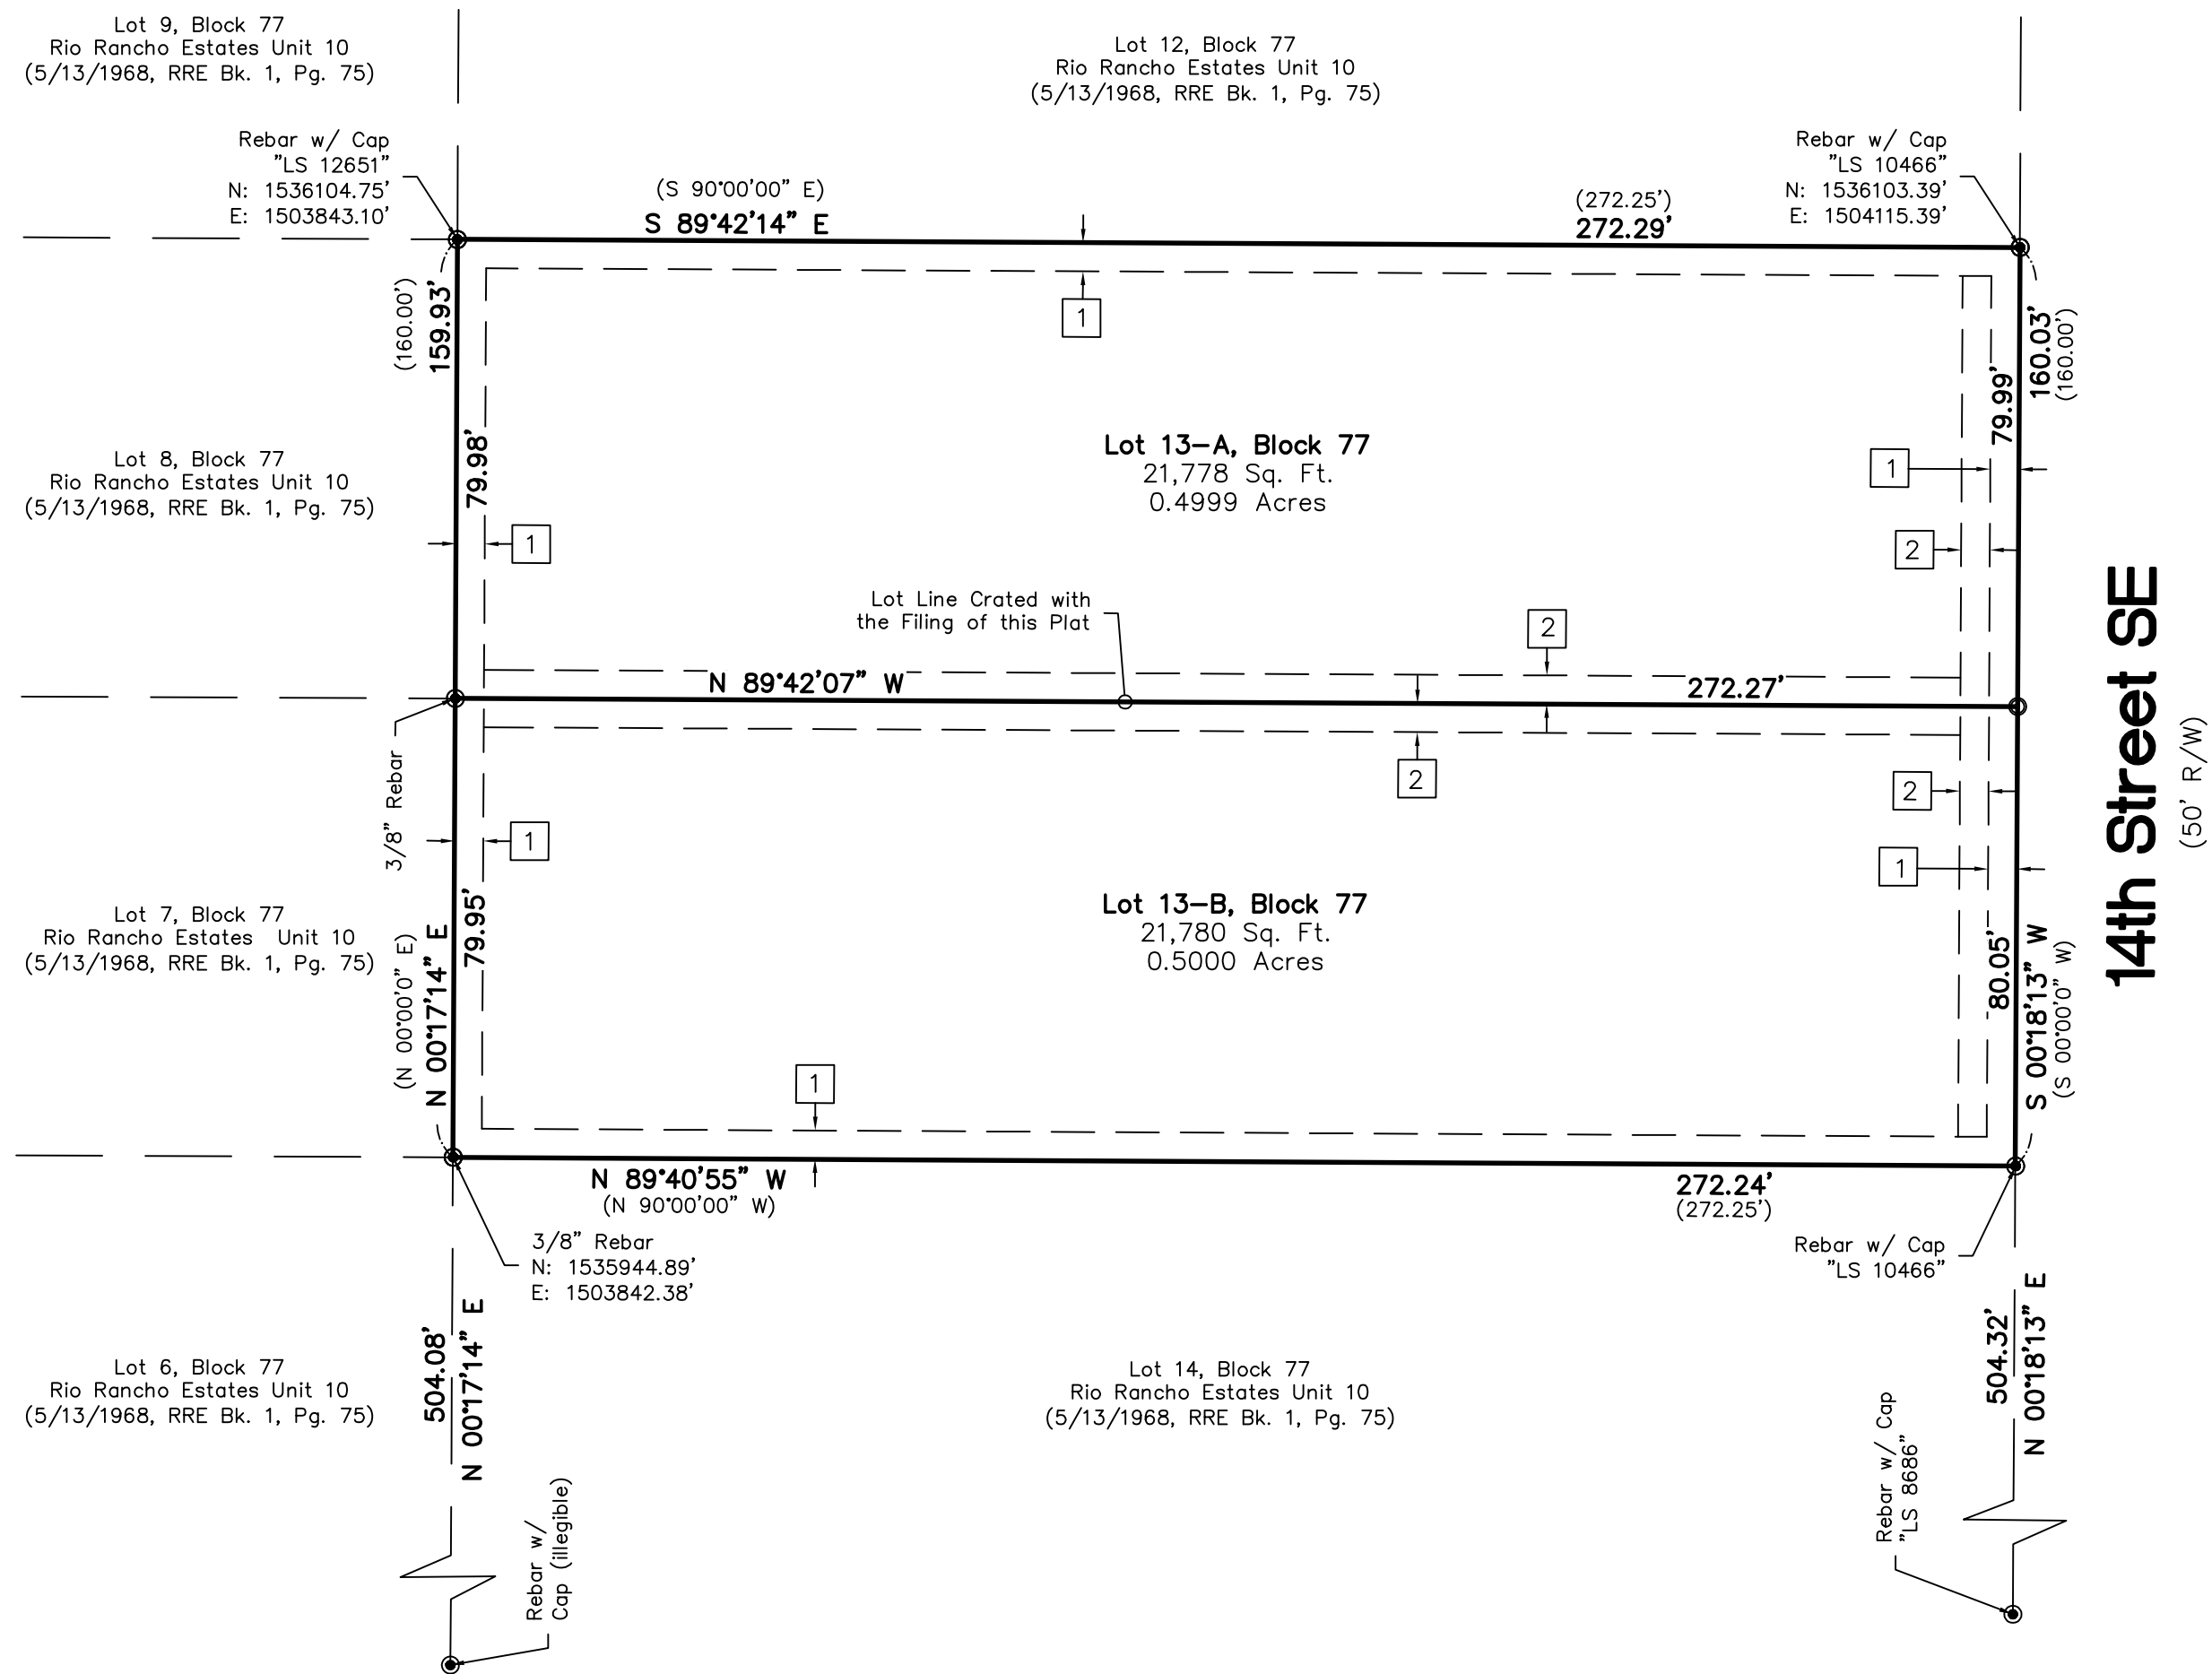 Lot 9, Block 77
Rio Rancho Estates Unit 10
(5/13/1968, RRE Bk. 1, Pg. 75)
Lot 12, Block 77
Rio Rancho Estates Unit 10
(5/13/1968, RRE Bk. 1, Pg. 75)
Rebar w/ Cap
"LS 12651"
N: 1536104.75'
E: 1503843.10'
Rebar w/ Cap
"LS 10466"
N: 1536103.39'
E: 1504115.39'
(S 90°00'00" E)
S 89°42'14" E
(272.25')
272.29'
(160.00')
159.93'
1
160.03'
(160.00')
79.99'
79.98'
Lot 8, Block 77
Rio Rancho Estates Unit 10
(5/13/1968, RRE Bk. 1, Pg. 75)
Lot 13-A, Block 77
21,778 Sq. Ft.
0.4999 Acres
1
1
2
Lot Line Crated with
the Filing of this Plat
2
N 89°42'07" W
272.27'
14th Street SE
(50' R/W)
3/8" Rebar
2
2
1
1
Lot 7, Block 77
Rio Rancho Estates  Unit 10
(5/13/1968, RRE Bk. 1, Pg. 75)
(N 00°00'0" E)
N 00°17'14" E
79.95'
Lot 13-B, Block 77
21,780 Sq. Ft.
0.5000 Acres
80.05'
S 00°18'13" W
(S 00°00'0" W)
1
N 89°40'55" W
(N 90°00'00" W)
272.24'
(272.25')
3/8" Rebar
N: 1535944.89'
E: 1503842.38'
Rebar w/ Cap
"LS 10466"
Lot 6, Block 77
Rio Rancho Estates Unit 10
(5/13/1968, RRE Bk. 1, Pg. 75)
504.08'
N 00°17'14" E
Lot 14, Block 77
Rio Rancho Estates Unit 10
(5/13/1968, RRE Bk. 1, Pg. 75)
504.32'
N 00°18'13" E
Rebar w/
Cap (illegible)
Rebar w/ Cap
"LS 8686"